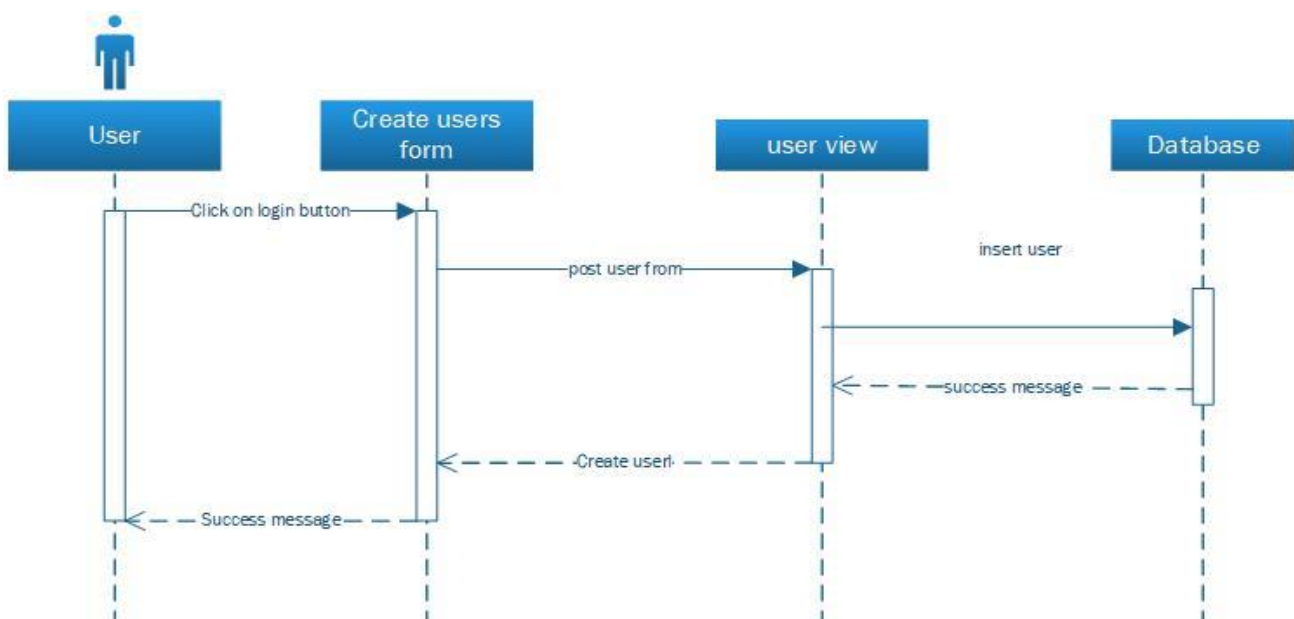 User
Create users
form
user view
Database
Click on login button
insert user
post user from
success message
Create userl
Success message